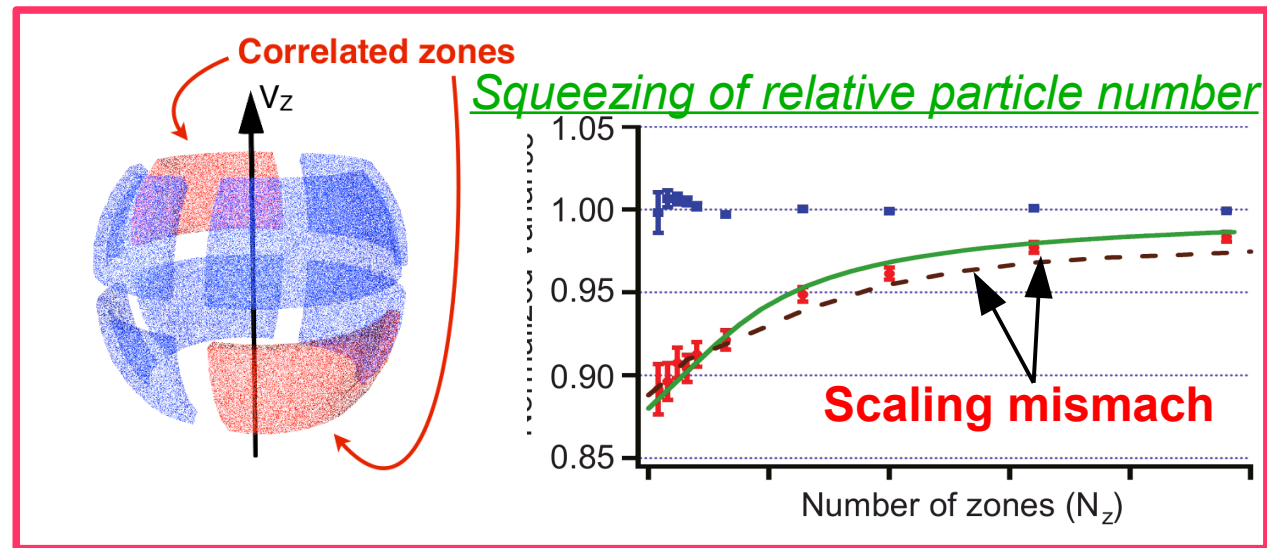 Correlated zones
Vz
Squeezing of relative particle number
1.05
1.00
0.95
0.90
0.85
Number of zones (Nz)
Scaling mismach